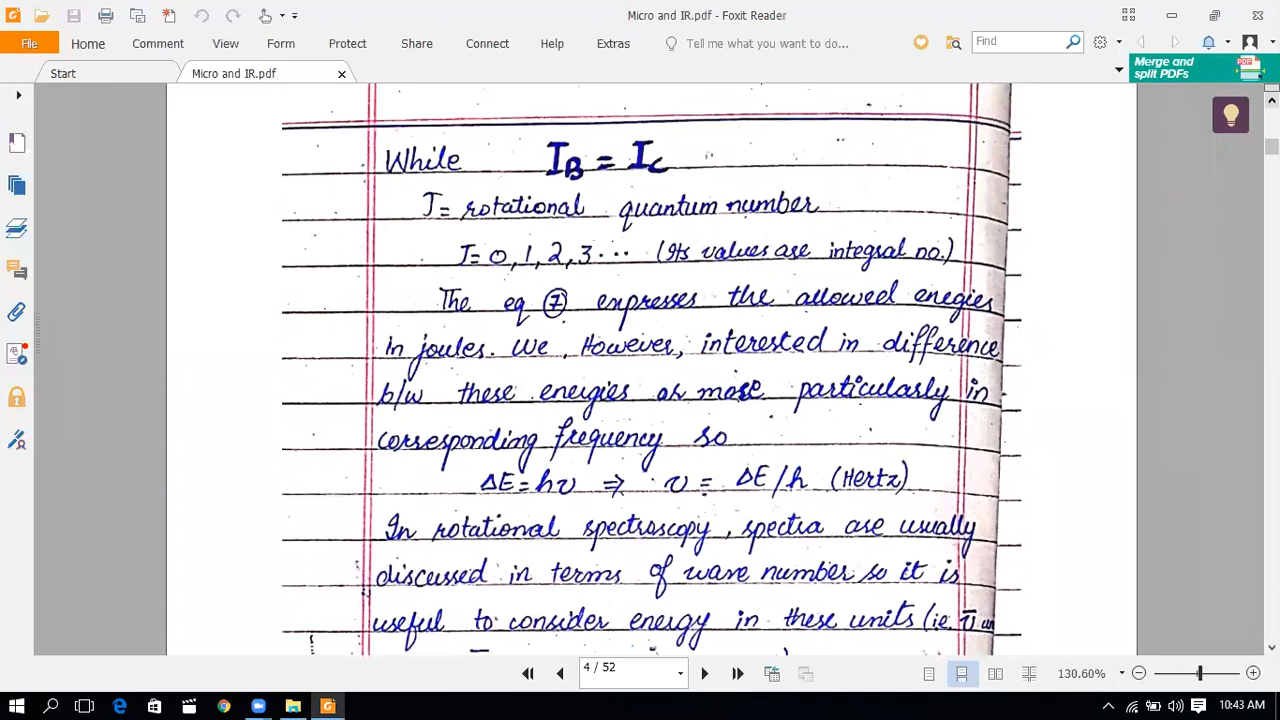 Micro and IR.pdf - Foxit Reader
File Home Comment View Form Protect Share Connect Help Extras Tell me what you want to do... Find
Start Micro and IR.pdf
Merge and split PDFs
While I_B = I_C
J= rotational quantum number
J= 0, 1, 2, 3 ... (Its values are integral no.)
The eq ⑦ expresses the allowed enegies
In joules. We, However, interested in difference
b/w these energies or more particularly in
corresponding frequency so
ΔE = hν ⇒ ν = ΔE/h (Hertz)
In rotational spectroscopy, spectra are usually
discussed in terms of wave number so it is
useful to consider energy in these units (i.e. ν̄
4 / 52
130.60%
10:43 AM